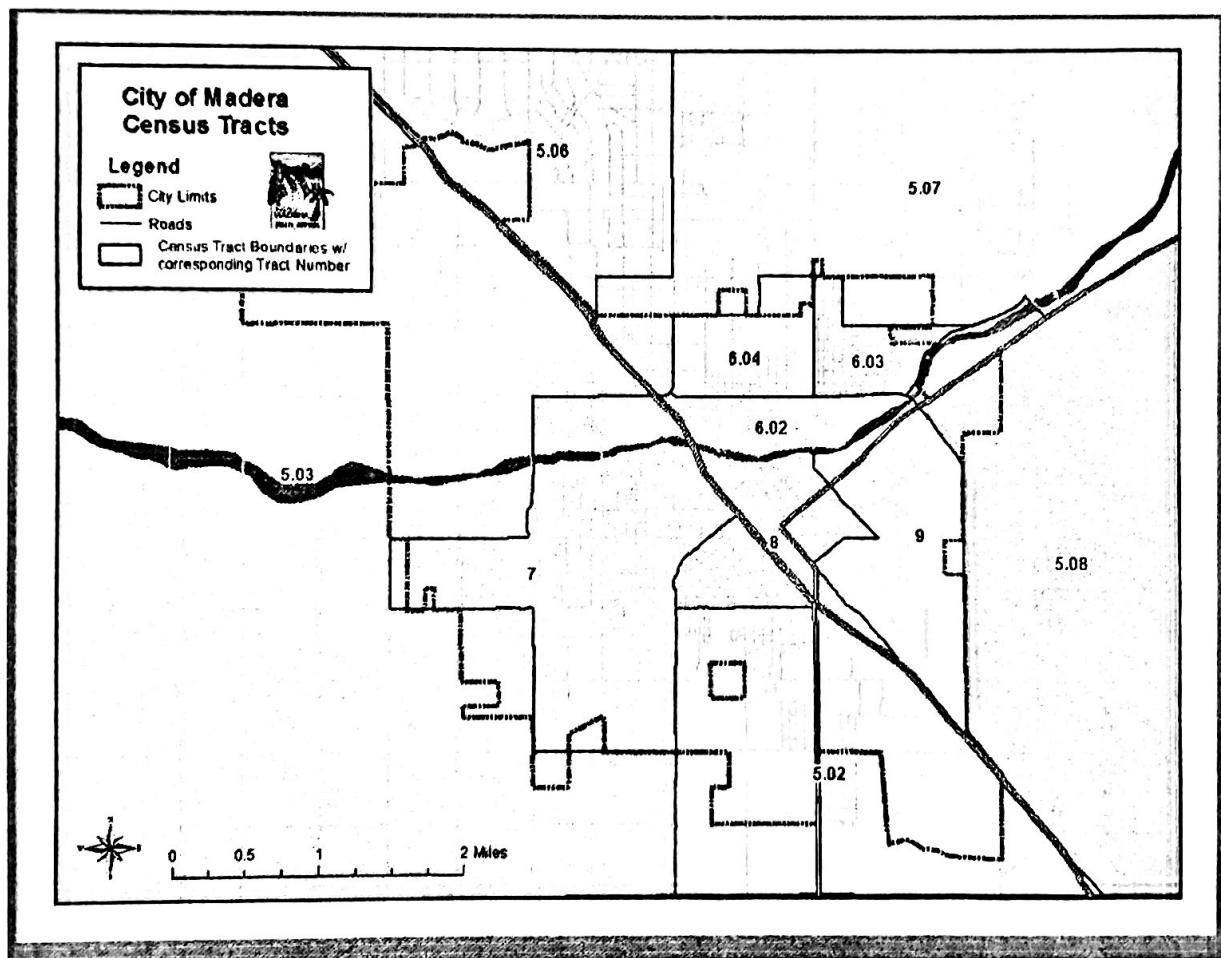 City of Madera
Census Tracts
Legend
City Limits
Roads
Census Tract Boundaries w/
corresponding Tract Number
5.06
5.07
6.04
6.03
6.02
5.03
8
9
7
5.08
5.02
0 0.5 1 2 Miles